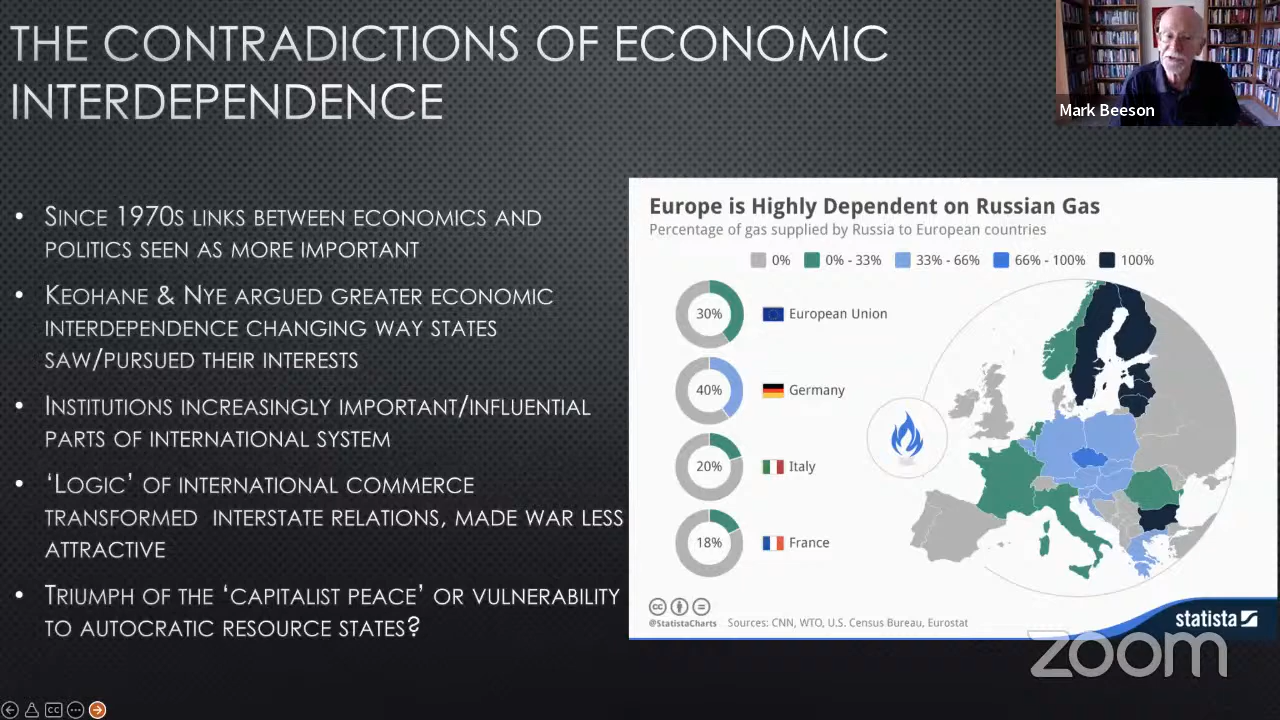 THE CONTRADICTIONS OF ECONOMIC
INTERDEPENDENCE
Mark Beeson
• SINCE 1970S LINKS BETWEEN ECONOMICS AND
POLITICS SEEN AS MORE IMPORTANT
• KEOHANE & NYE ARGUED GREATER ECONOMIC
INTERDEPENDENCE CHANGING WAY STATES
SAW/PURSUED THEIR INTERESTS
• INSTITUTIONS INCREASINGLY IMPORTANT/INFLUENTIAL
PARTS OF INTERNATIONAL SYSTEM
• ‘LOGIC’ OF INTERNATIONAL COMMERCE
TRANSFORMED INTERSTATE RELATIONS, MADE WAR LESS
ATTRACTIVE
• TRIUMPH OF THE ‘CAPITALIST PEACE’ OR VULNERABILITY
TO AUTOCRATIC RESOURCE STATES?
Europe is Highly Dependent on Russian Gas
Percentage of gas supplied by Russia to European countries
0% 0% - 33% 33% - 66% 66% - 100% 100%
30% European Union
40% Germany
20% Italy
18% France
@StatistaCharts Sources: CNN, WTO, U.S. Census Bureau, Eurostat
statista
zoom
CC